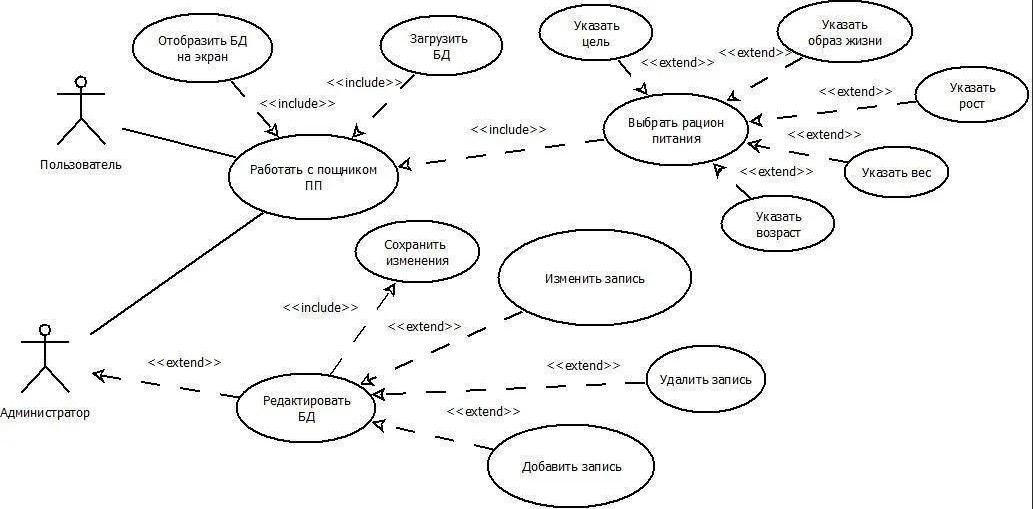 Отобразить БД
на экран
Загрузить
БД
Указать
цель
Указать
образ жизни
<<extend>>
<<extend>>
<<include>>
<<include>>
<<extend>>
Указать
рост
Пользователь
<<include>>
Выбрать рацион
питания
<<extend>>
Работать с пощником
ПП
<<extend>>
Указать вес
Указать
возраст
Сохранить
изменения
Изменить запись
<<include>>
<<extend>>
<<extend>>
<<extend>>
Удалить запись
Администратор
Редактировать
БД
<<extend>>
Добавить запись